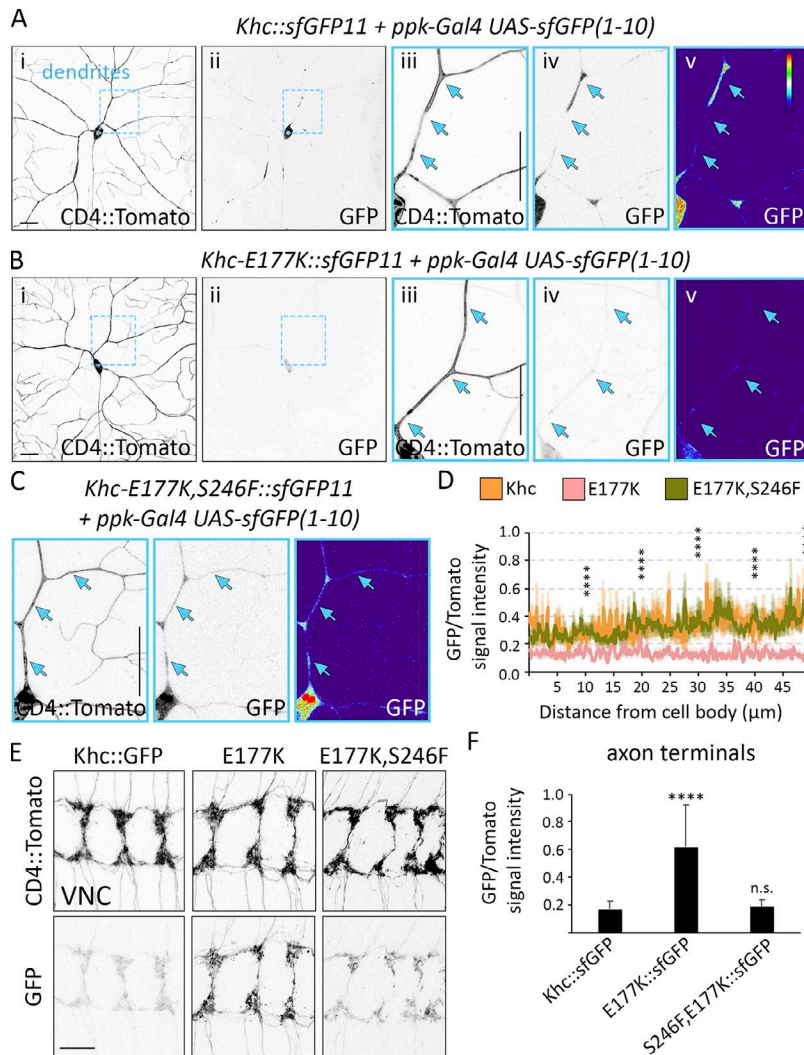 A
Khc::sfGFP11 + ppk-Gal4 UAS-sfGFP(1-10)
i
dendrites
CD4::Tomato
ii
GFP
iii
CD4::Tomato
iv
GFP
v
GFP
B
Khc-E177K::sfGFP11 + ppk-Gal4 UAS-sfGFP(1-10)
i
CD4::Tomato
ii
GFP
iii
CD4::Tomato
iv
GFP
v
GFP
C
Khc-E177K,S246F::sfGFP11
+ ppk-Gal4 UAS-sfGFP(1-10)
CD4::Tomato
GFP
GFP
D
Khc
E177K
E177K,S246F
GFP/Tomato
signal intensity
1.0
0.8
0.6
0.4
0.2
0.0
****
****
****
****
5
10
15
20
25
30
35
40
45
Distance from cell body (μm)
E
Khc::GFP
E177K
E177K,S246F
CD4::Tomato
VNC
GFP
F
axon terminals
GFP/Tomato
signal intensity
1.0
0.8
0.6
0.4
0.2
****
n.s.
Khc::sfGFP
E177K::sfGFP
S246F,E177K::sfGFP